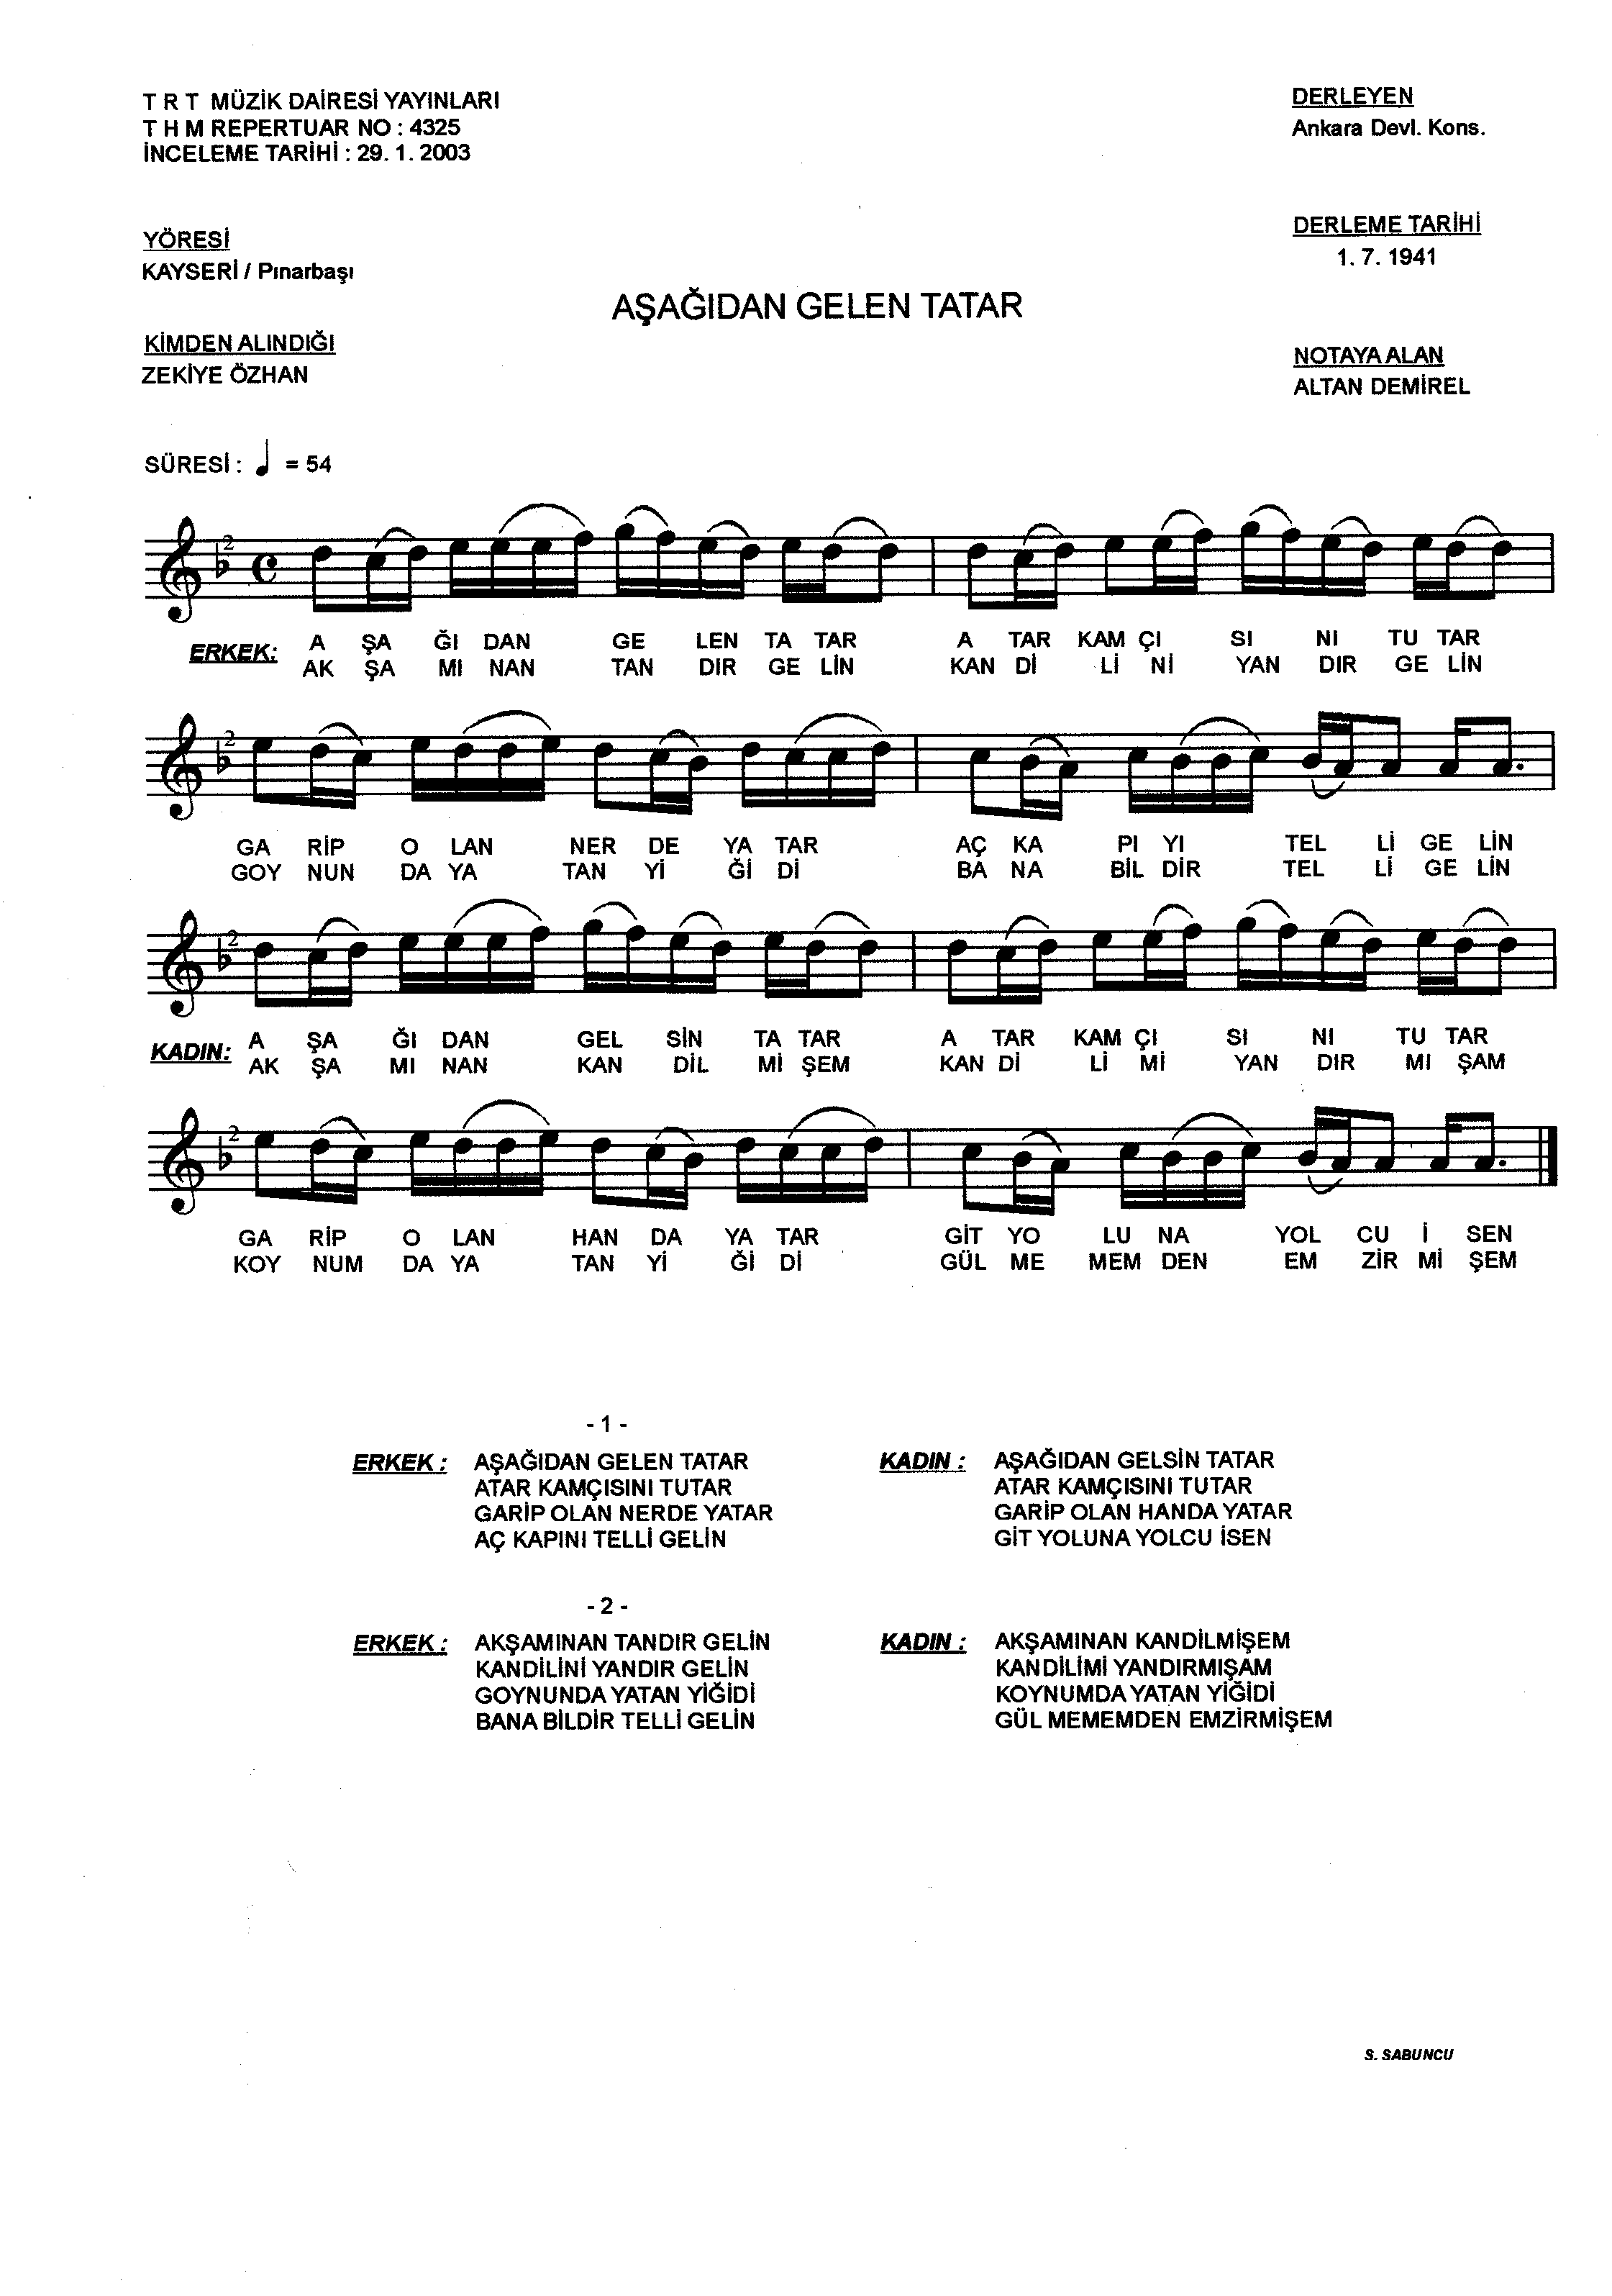 T R T MÜZİK DAİRESİ YAYINLARI
T H M REPERTUAR NO : 4325
İNCELEME TARİHİ : 29. 1. 2003
DERLEYEN
Ankara Devl. Kons.
YÖRESİ
KAYSERİ / Pınarbaşı
DERLEME TARİHİ
1. 7. 1941
AŞAĞIDAN GELEN TATAR
KİMDEN ALINDIĞI
ZEKİYE ÖZHAN
NOTAYA ALAN
ALTAN DEMİREL
SÜRESİ : = 54
2
ERKEK: A ŞA ĞI DAN GE LEN TA TAR A TAR KAM ÇI SI NI TU TAR
AK ŞA MI NAN TAN DIR GE LİN KAN Dİ Lİ Nİ YAN DIR GE LİN
2
GA RİP O LAN NER DE YA TAR AÇ KA PI YI TEL Lİ GE LİN
GOY NUN DA YA TAN Yİ Ğİ Dİ BA NA BİL DİR TEL Lİ GE LİN
2
KADIN: A ŞA ĞI DAN GEL SİN TA TAR A TAR KAM ÇI SI NI TU TAR
AK ŞA MI NAN KAN DİL Mİ ŞEM KAN Dİ Lİ Mİ YAN DIR MI ŞAM
2
GA RİP O LAN HAN DA YA TAR GİT YO LU NA YOL CU İ SEN
KOY NUM DA YA TAN Yİ Ğİ Dİ GÜL ME MEM DEN EM ZİR Mİ ŞEM
- 1 -
ERKEK : AŞAĞIDAN GELEN TATAR
ATAR KAMÇISINI TUTAR
GARİP OLAN NERDE YATAR
AÇ KAPINI TELLİ GELİN
KADIN : AŞAĞIDAN GELSİN TATAR
ATAR KAMÇISINI TUTAR
GARİP OLAN HANDA YATAR
GİT YOLUNA YOLCU İSEN
- 2 -
ERKEK : AKŞAMINAN TANDIR GELİN
KANDİLİNİ YANDIR GELİN
GOYNUNDA YATAN YİĞİDİ
BANA BİLDİR TELLİ GELİN
KADIN : AKŞAMINAN KANDİLMİŞEM
KANDİLİMİ YANDIRMIŞAM
KOYNUMDA YATAN YİĞİDİ
GÜL MEMEMDEN EMZİRMİŞEM
S. SABUNCU